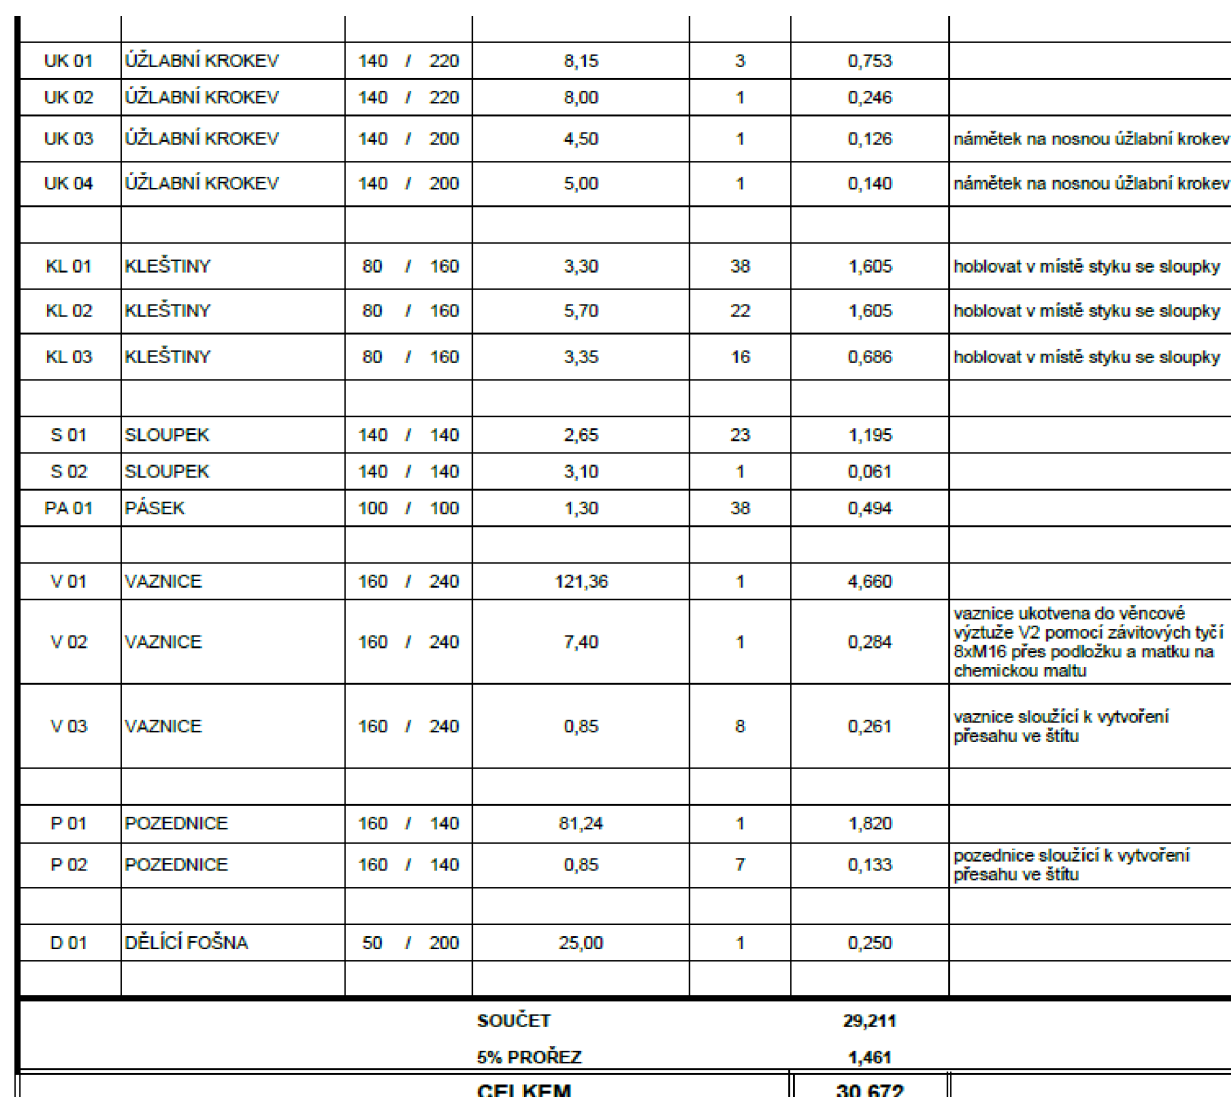 UK 01 ÚŽLABNÍ KROKEV 140 / 220 8,15 3 0,753
UK 02 ÚŽLABNÍ KROKEV 140 / 220 8,00 1 0,246
UK 03 ÚŽLABNÍ KROKEV 140 / 200 4,50 1 0,126 námětek na nosnou úžlabní krokev
UK 04 ÚŽLABNÍ KROKEV 140 / 200 5,00 1 0,140 námětek na nosnou úžlabní krokev
KL 01 KLEŠTINY 80 / 160 3,30 38 1,605 hoblovat v místě styku se sloupky
KL 02 KLEŠTINY 80 / 160 5,70 22 1,605 hoblovat v místě styku se sloupky
KL 03 KLEŠTINY 80 / 160 3,35 16 0,686 hoblovat v místě styku se sloupky
S 01 SLOUPEK 140 / 140 2,65 23 1,195
S 02 SLOUPEK 140 / 140 3,10 1 0,061
PA 01 PÁSEK 100 / 100 1,30 38 0,494
V 01 VAZNICE 160 / 240 121,36 1 4,660
V 02 VAZNICE 160 / 240 7,40 1 0,284 vaznice ukotvena do věncové
výztuže V2 pomocí závitových tyčí
8xM16 přes podložku a matku na
chemickou maltu
V 03 VAZNICE 160 / 240 0,85 8 0,261 vaznice sloužící k vytvoření
přesahu ve štítu
P 01 POZEDNICE 160 / 140 81,24 1 1,820
P 02 POZEDNICE 160 / 140 0,85 7 0,133 pozednice sloužící k vytvoření
přesahu ve štítu
D 01 DĚLÍCÍ FOŠNA 50 / 200 25,00 1 0,250
SOUČET 29,211
5% PROŘEZ 1,461
CELKEM 30,672